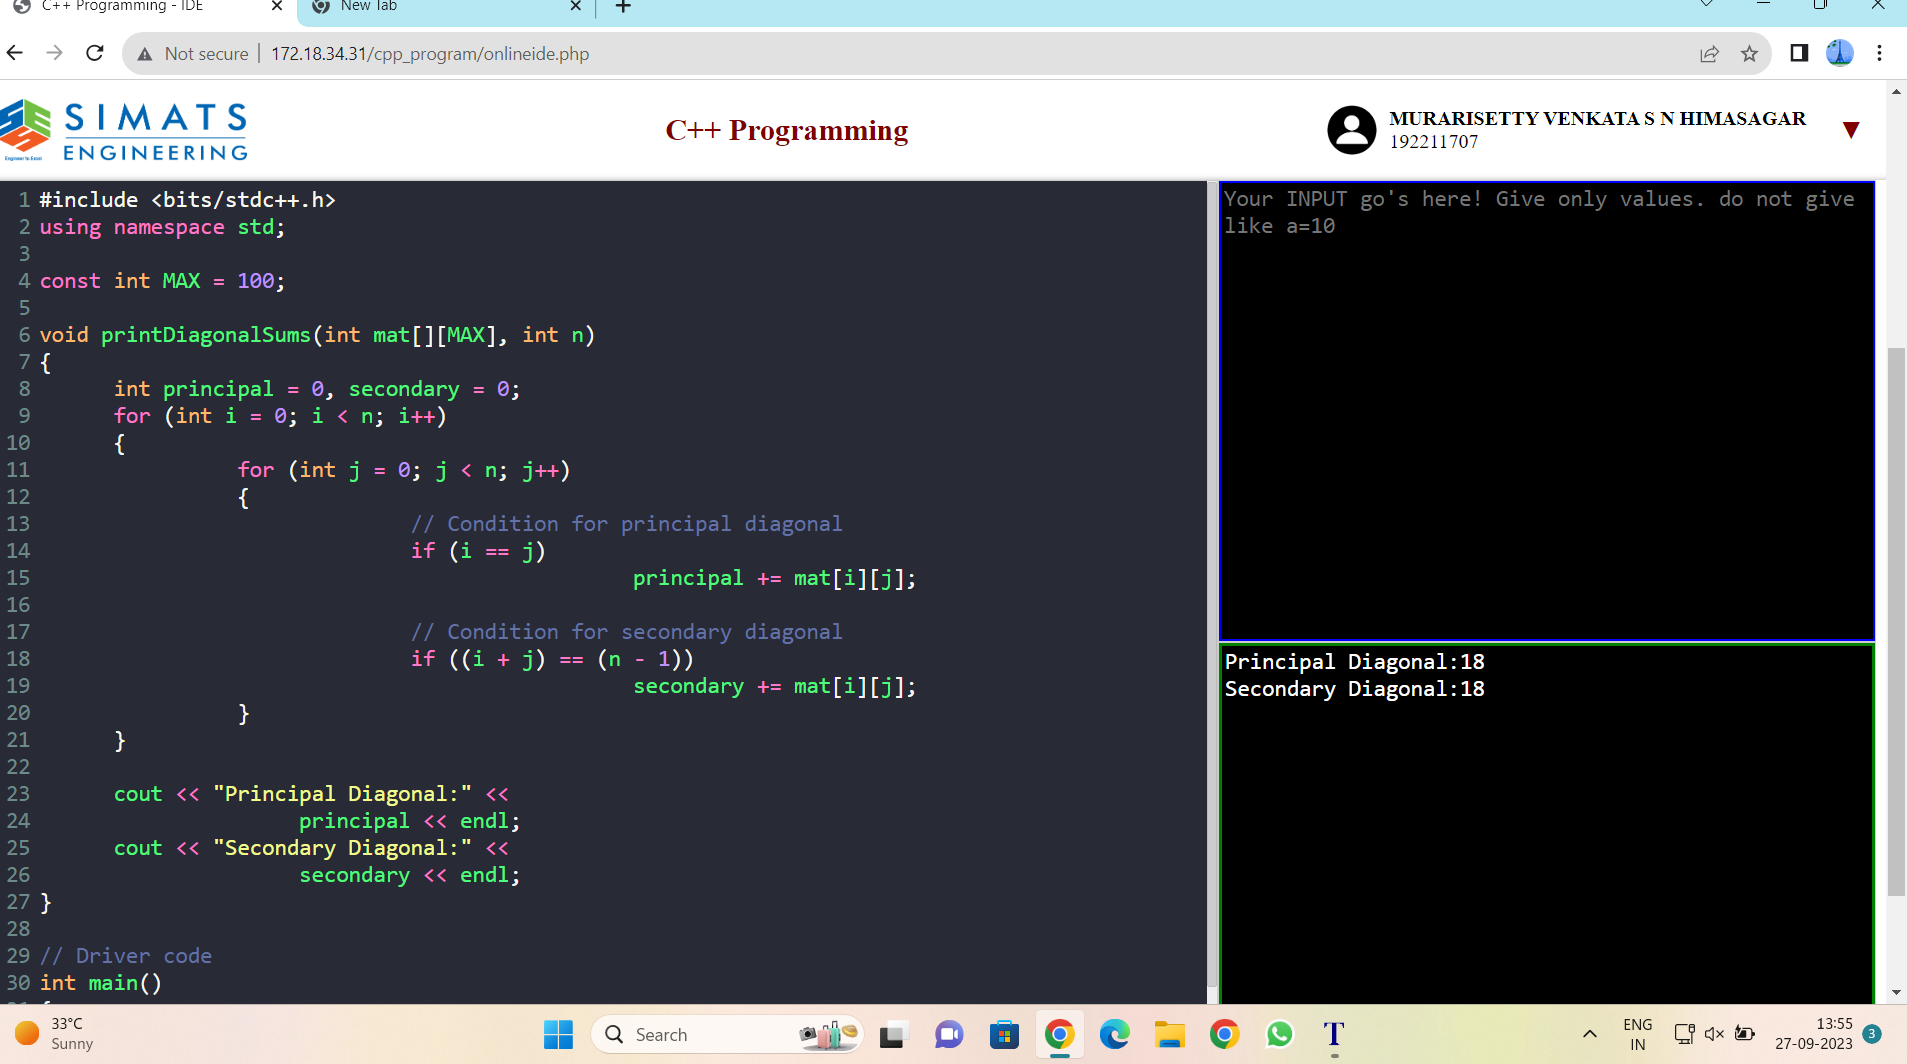 C++ Programming - IDE
New Tab
Not secure | 172.18.34.31/cpp_program/onlineide.php
SIMATS
ENGINEERING
Engineer to Excel
C++ Programming
MURARISETTY VENKATA S N HIMASAGAR
192211707
1 #include <bits/stdc++.h>
2 using namespace std;
3
4 const int MAX = 100;
5
6 void printDiagonalSums(int mat[][MAX], int n)
7 {
8 int principal = 0, secondary = 0;
9 for (int i = 0; i < n; i++)
10 {
11 for (int j = 0; j < n; j++)
12 {
13 // Condition for principal diagonal
14 if (i == j)
15 principal += mat[i][j];
16
17 // Condition for secondary diagonal
18 if ((i + j) == (n - 1))
19 secondary += mat[i][j];
20 }
21 }
22
23 cout << "Principal Diagonal:" <<
24 principal << endl;
25 cout << "Secondary Diagonal:" <<
26 secondary << endl;
27 }
28
29 // Driver code
30 int main()
Your INPUT go's here! Give only values. do not give
like a=10
Principal Diagonal:18
Secondary Diagonal:18
33°C
Sunny
Search
T
ENG
IN
13:55
27-09-2023
3